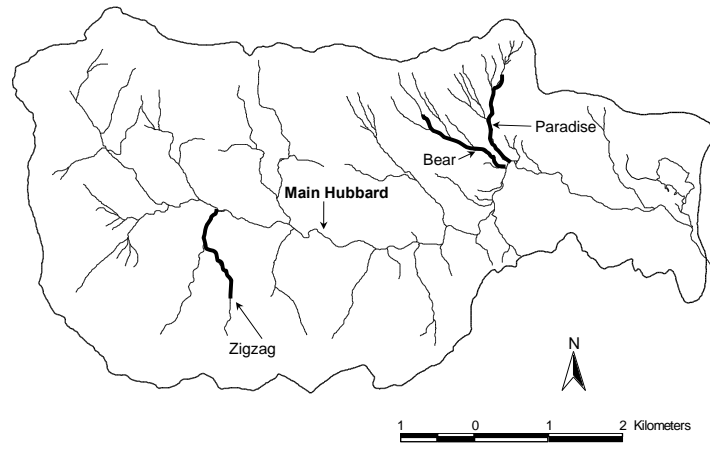 Paradise
Bear
Main Hubbard
Zigzag
N
1 0 1 2 Kilometers